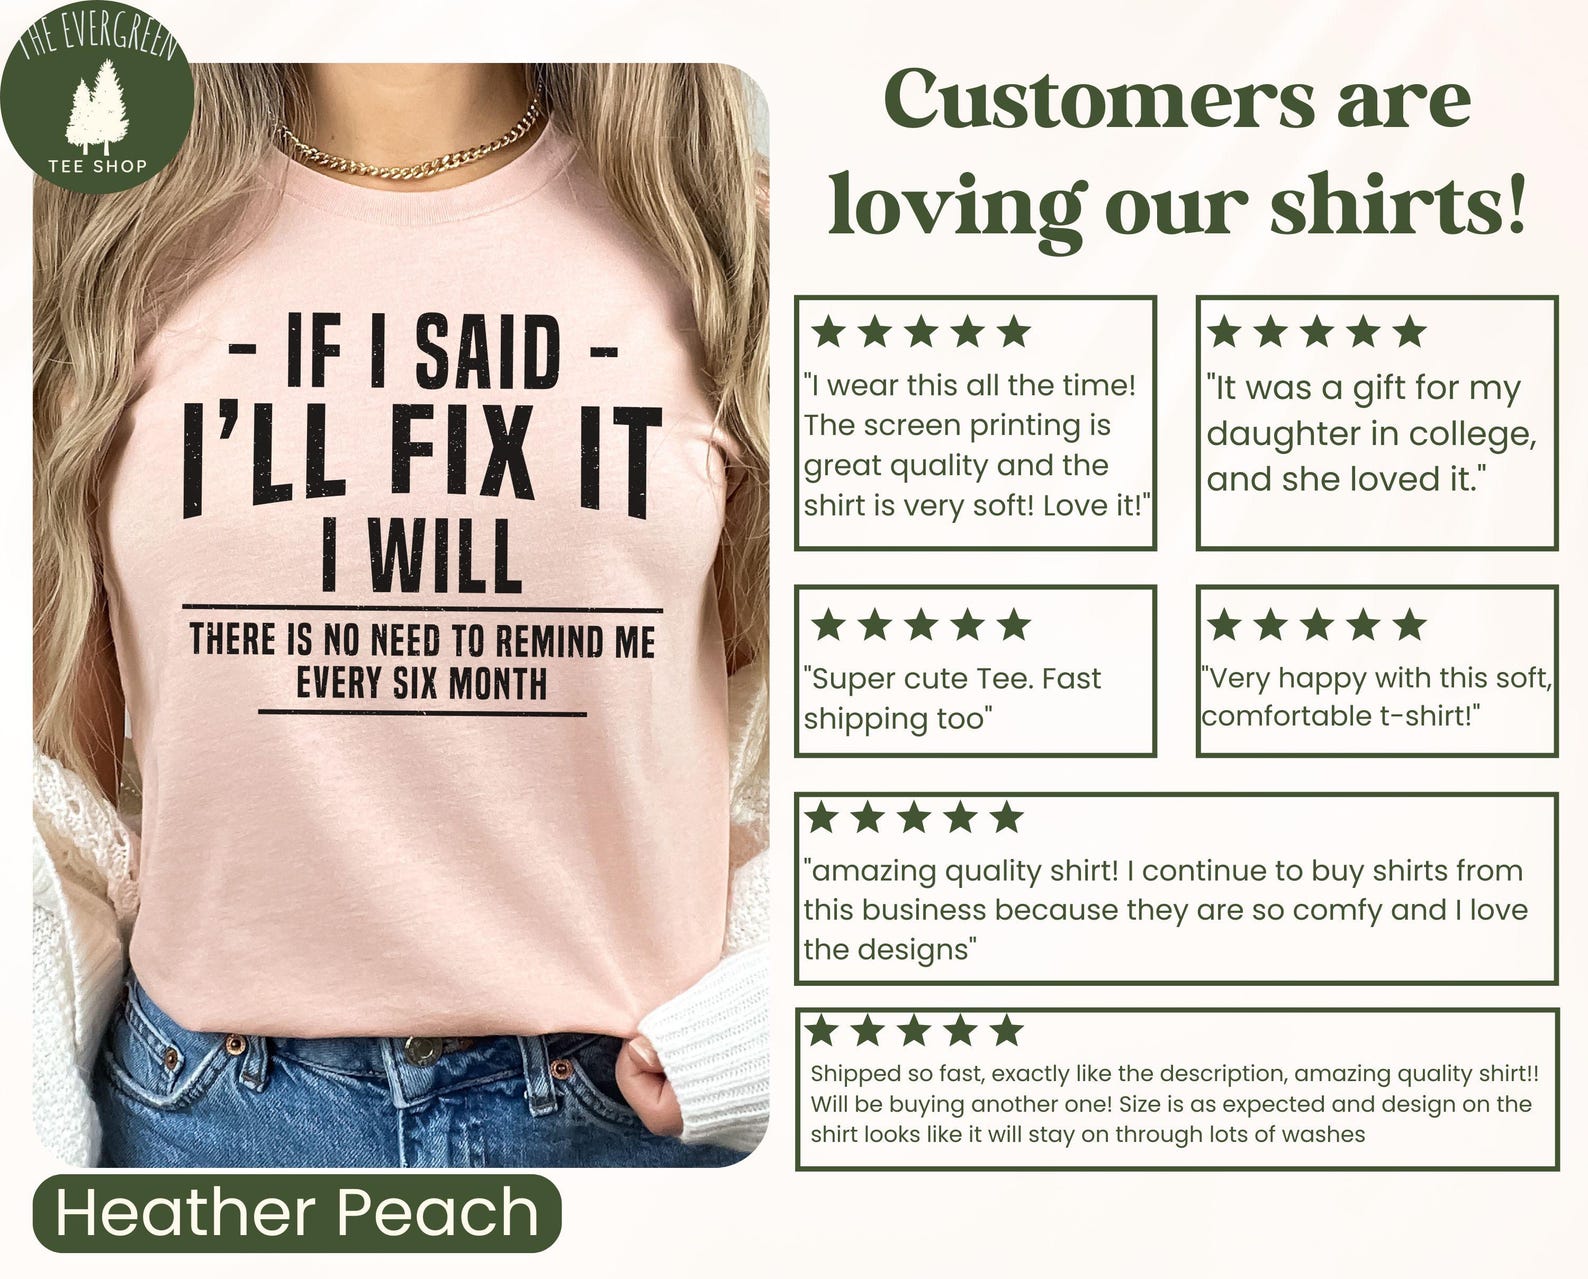 THE EVERGREEN
TEE SHOP
- IF I SAID -
I'LL FIX IT
I WILL
THERE IS NO NEED TO REMIND ME
EVERY SIX MONTH
Heather Peach
Customers are
loving our shirts!
"I wear this all the time!
The screen printing is
great quality and the
shirt is very soft! Love it!"
"It was a gift for my
daughter in college,
and she loved it."
"Super cute Tee. Fast
shipping too"
"Very happy with this soft,
comfortable t-shirt!"
"amazing quality shirt! I continue to buy shirts from
this business because they are so comfy and I love
the designs"
Shipped so fast, exactly like the description, amazing quality shirt!!
Will be buying another one! Size is as expected and design on the
shirt looks like it will stay on through lots of washes